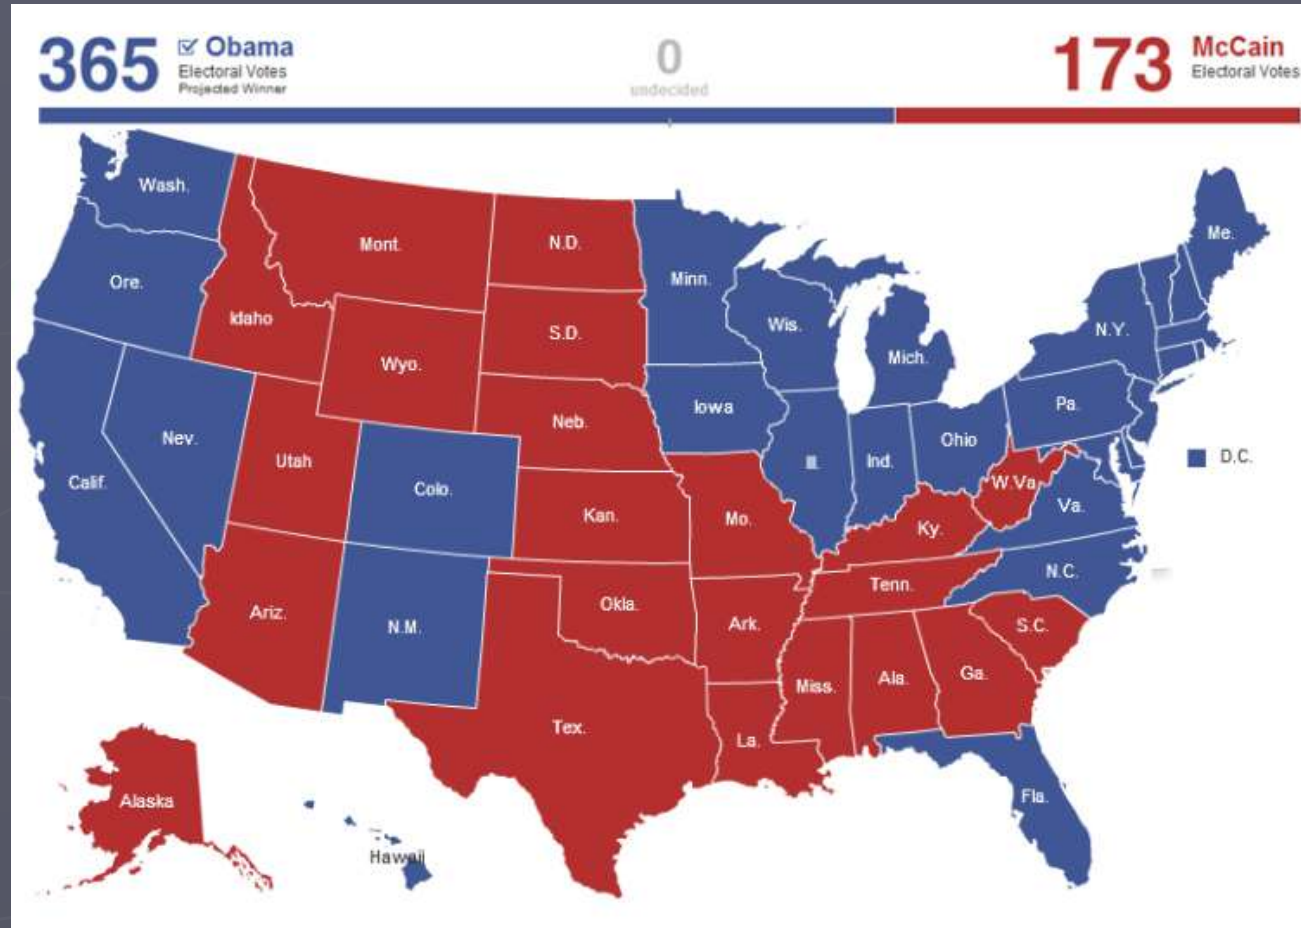 365
Obama
Electoral Votes
Projected Winner
0
undecided
173
McCain
Electoral Votes
Wash.
Mont.
N.D.
Minn.
Me.
Ore.
Idaho
S.D.
Wis.
Mich.
N.Y.
Wyo.
Neb.
Iowa
Pa.
Nev.
Utah
Colo.
Ill.
Ind.
Ohio
D.C.
Calif.
Kan.
Mo.
Ky.
W.Va.
Va.
N.C.
Ariz.
N.M.
Okla.
Ark.
Tenn.
S.C.
Miss.
Ala.
Ga.
Tex.
La.
Fla.
Alaska
Hawaii